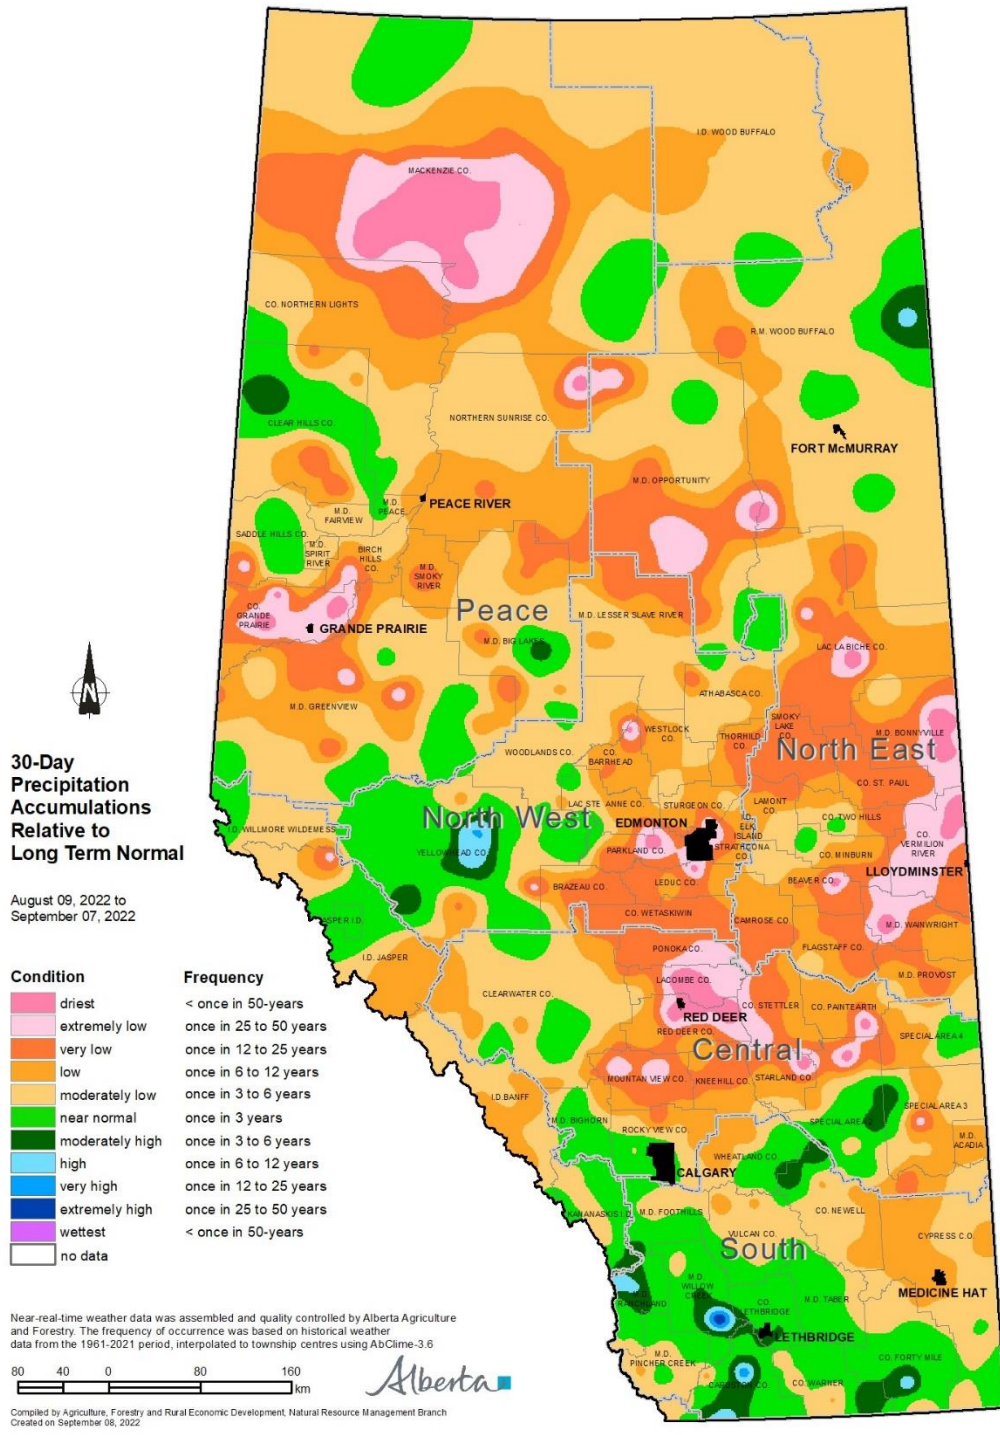 I.D. WOOD BUFFALO
MACKENZIE CO.
CO. NORTHERN LIGHTS
R.M. WOOD BUFFALO
NORTHERN SUNRISE CO.
CLEAR HILLS CO.
FORT McMURRAY
M.D. OPPORTUNITY
M.D.
PEACE
PEACE RIVER
M.D.
FAIRVIEW
SADDLE HILLS CO.
M.D.
SPIRIT
RIVER
BIRCH
HILLS
CO.
M.D.
SMOKY
RIVER
CO.
GRANDE
PRAIRIE
GRANDE PRAIRIE
Peace
M.D. LESSER SLAVE RIVER
M.D. BIG LAKES
LAC LA BICHE CO.
N
ATHABASCA CO.
M.D. GREENVIEW
SMOKY
LAKE
CO.
WESTLOCK
CO.
THORHILD
CO.
M.D. BONNYVILLE
North East
WOODLANDS CO.
CO.
BARRHEAD
30-Day
Precipitation
Accumulations
Relative to
Long Term Normal
CO. ST. PAUL
LAC STE ANNE CO.
STURGEON CO.
LAMONT
CO.
North West
EDMONTON
I.D.
ELK
ISLAND
CO. TWO HILLS
I.D. WILLMORE WILDERNESS
YELLOWHEAD CO.
PARKLAND CO.
STRATHCONA
CO.
CO. MINBURN
CO.
VERMILION
RIVER
LLOYDMINSTER
BRAZEAU CO.
LEDUC CO.
BEAVER CO.
August 09, 2022 to
September 07, 2022
JASPER I.D.
CO. WETASKIWIN
CAMROSE CO.
M.D. WAINWRIGHT
I.D. JASPER
PONOKA CO.
FLAGSTAFF CO.
M.D. PROVOST
CLEARWATER CO.
LACOMBE CO.
CO. STETTLER
CO. PAINTEARTH
RED DEER
RED DEER CO.
SPECIAL AREA 4
Central
MOUNTAIN VIEW CO.
KNEEHILL CO.
STARLAND CO.
I.D. BANFF
M.D. BIGHORN
ROCKY VIEW CO.
SPECIAL AREA 2
SPECIAL AREA 3
M.D.
ACADIA
CALGARY
WHEATLAND CO.
KANANASKIS I.D.
M.D. FOOTHILLS
CO. NEWELL
VULCAN CO.
CYPRESS CO.
South
M.D.
WILLOW
CREEK
M.D.
RANCHLAND
CO.
LETHBRIDGE
M.D. TABER
MEDICINE HAT
LETHBRIDGE
M.D.
PINCHER CREEK
CO. FORTY MILE
CARDSTON CO.
CO. WARNER
Condition Frequency
driest < once in 50-years
extremely low once in 25 to 50 years
very low once in 12 to 25 years
low once in 6 to 12 years
moderately low once in 3 to 6 years
near normal once in 3 years
moderately high once in 3 to 6 years
high once in 6 to 12 years
very high once in 12 to 25 years
extremely high once in 25 to 50 years
wettest < once in 50-years
no data
Near-real-time weather data was assembled and quality controlled by Alberta Agriculture
and Forestry. The frequency of occurrence was based on historical weather
data from the 1961-2021 period, interpolated to township centres using AbClime-3.6
80 40 0 80 160
km
Alberta
Compiled by Agriculture, Forestry and Rural Economic Development, Natural Resource Management Branch
Created on September 08, 2022